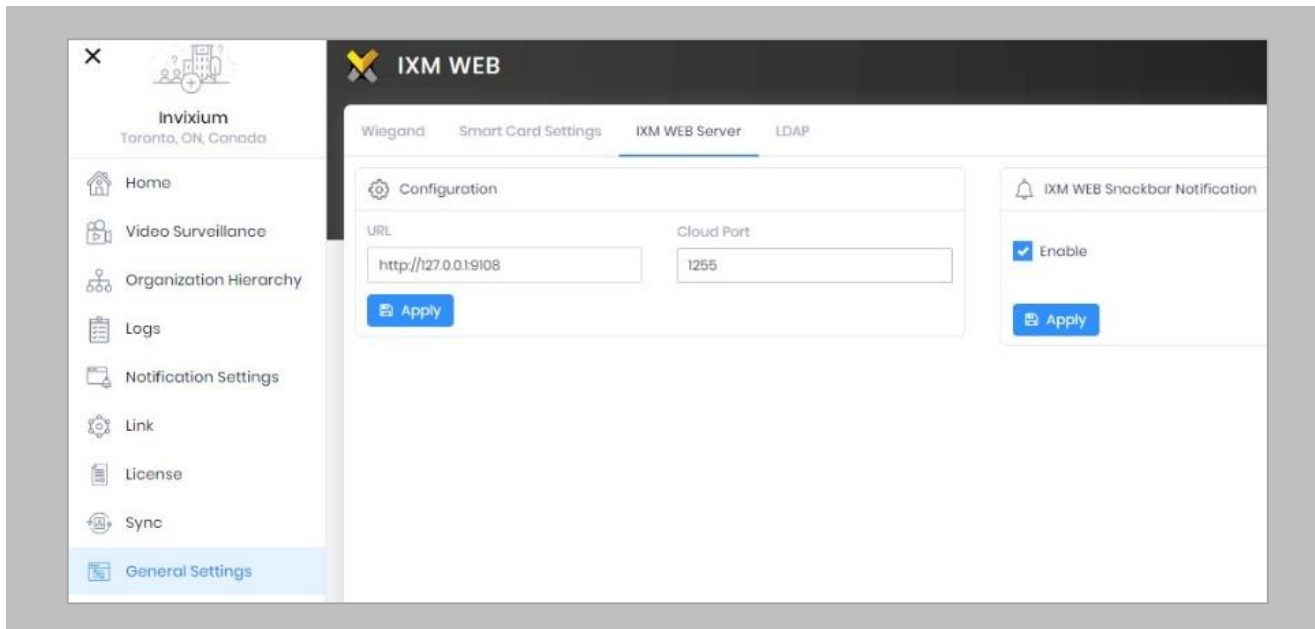 Invixium
Toronto, ON, Canada
Home
Video Surveillance
Organization Hierarchy
Logs
Notification Settings
Link
License
Sync
General Settings
IXM WEB
Wiegand Smart Card Settings IXM WEB Server LDAP
Configuration
URL Cloud Port
http://127.0.0.1:9108 1255
Apply
IXM WEB Snackbar Notification
Enable
Apply